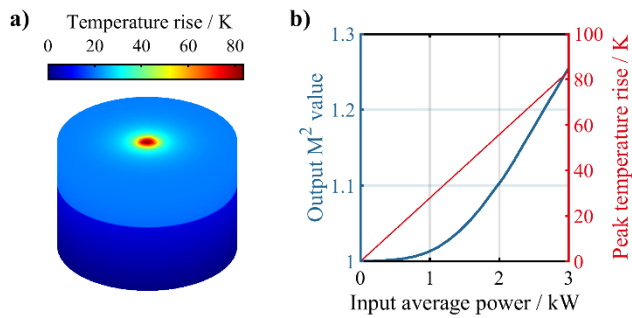 a)
Temperature rise / K
0 20 40 60 80
b)
Output M² value
1.3
1.2
1.1
1
0 1 2 3
Input average power / kW
100
80
60
40
20
0
Peak temperature rise / K